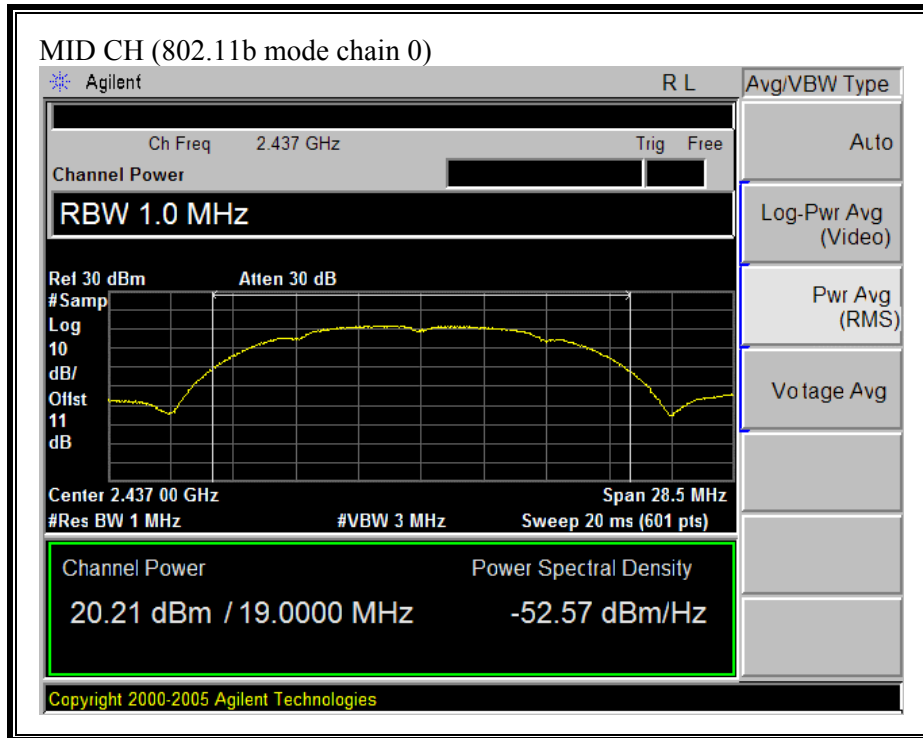 MID CH (802.11b mode chain 0)
Agilent R L Avg/VBW Type
Ch Freq 2.437 GHz Trig Free
Auto
Channel Power
RBW 1.0 MHz
Log-Pwr Avg
(Video)
Ref 30 dBm Atten 30 dB
#Samp
Log
10
dB/
Offst
11
dB
Pwr Avg
(RMS)
Voltage Avg
Center 2.437 00 GHz Span 28.5 MHz
#Res BW 1 MHz #VBW 3 MHz Sweep 20 ms (601 pts)
Channel Power Power Spectral Density
20.21 dBm / 19.0000 MHz -52.57 dBm/Hz
Copyright 2000-2005 Agilent Technologies